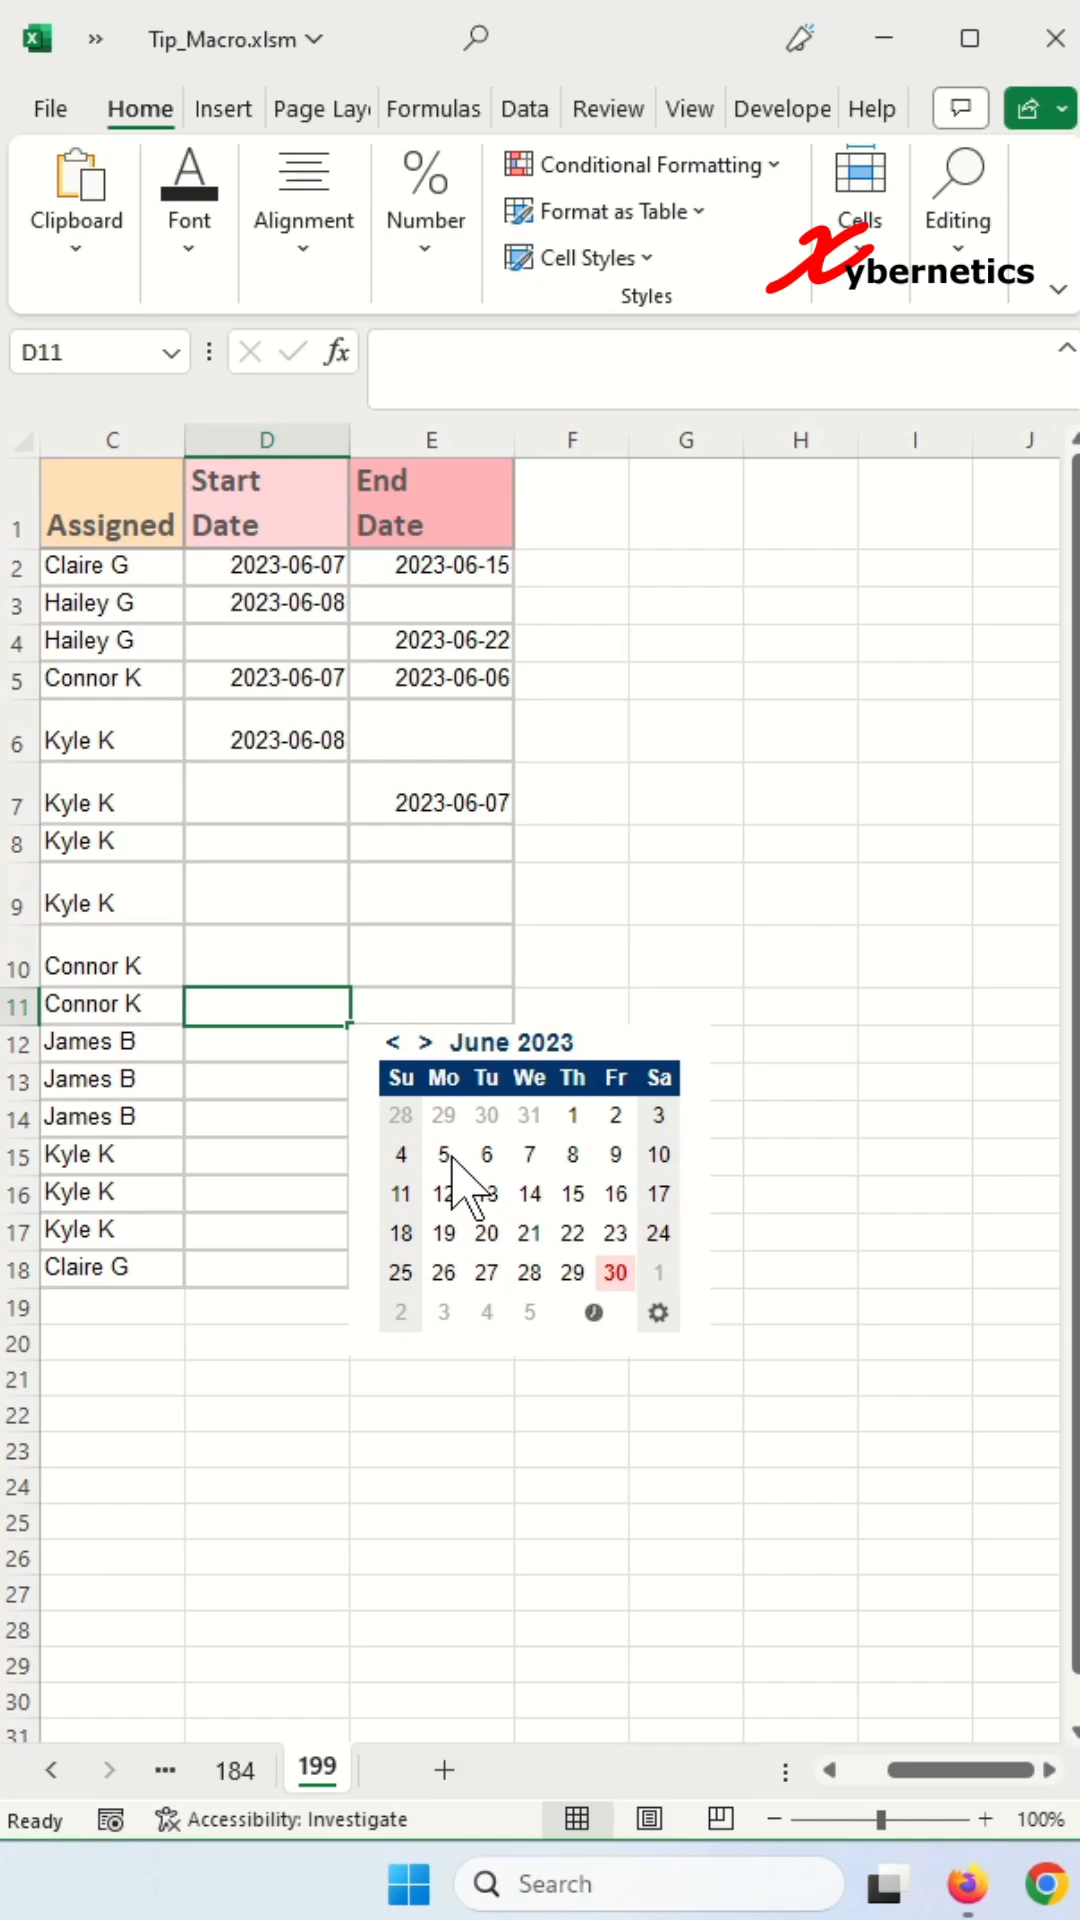 Tip_Macro.xlsm
File Home Insert Page Lay Formulas Data Review View Develope Help
Conditional Formatting
Format as Table
Cell Styles
Clipboard Font Alignment Number Cells Editing
Styles
Xybernetics
D11 fx
C D E F G H I J
1 Assigned Start Date End Date
2 Claire G 2023-06-07 2023-06-15
3 Hailey G 2023-06-08
4 Hailey G 2023-06-22
5 Connor K 2023-06-07 2023-06-06
6 Kyle K 2023-06-08
7 Kyle K 2023-06-07
8 Kyle K
9 Kyle K
10 Connor K
11 Connor K
12 James B
13 James B
14 James B
15 Kyle K
16 Kyle K
17 Kyle K
18 Claire G
19
20
21
22
23
24
25
26
27
28
29
30
31
< > June 2023
Su Mo Tu We Th Fr Sa
28 29 30 31 1 2 3
4 5 6 7 8 9 10
11 14 15 16 17
18 19 20 21 22 23 24
25 26 27 28 29 30 1
2 3 4 5
184 199
Ready Accessibility: Investigate 100%
Search